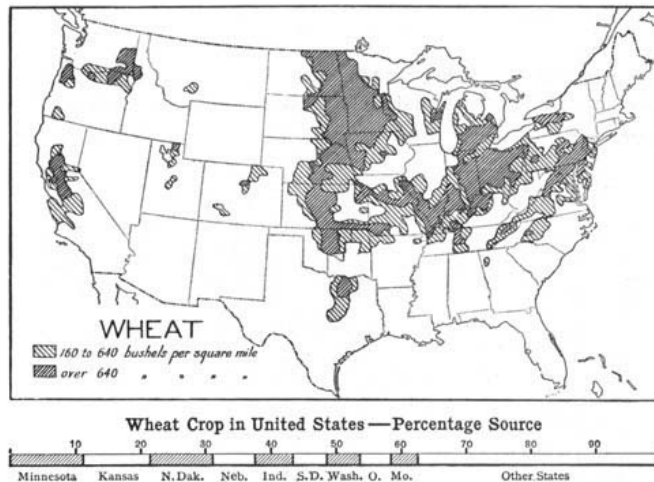 WHEAT
160 to 640 bushels per square mile
over 640 " " " "
Wheat Crop in United States — Percentage Source
0 10 20 30 40 50 60 70 80 90
Minnesota Kansas N.Dak. Neb. Ind. S.D. Wash. O. Mo. Other States